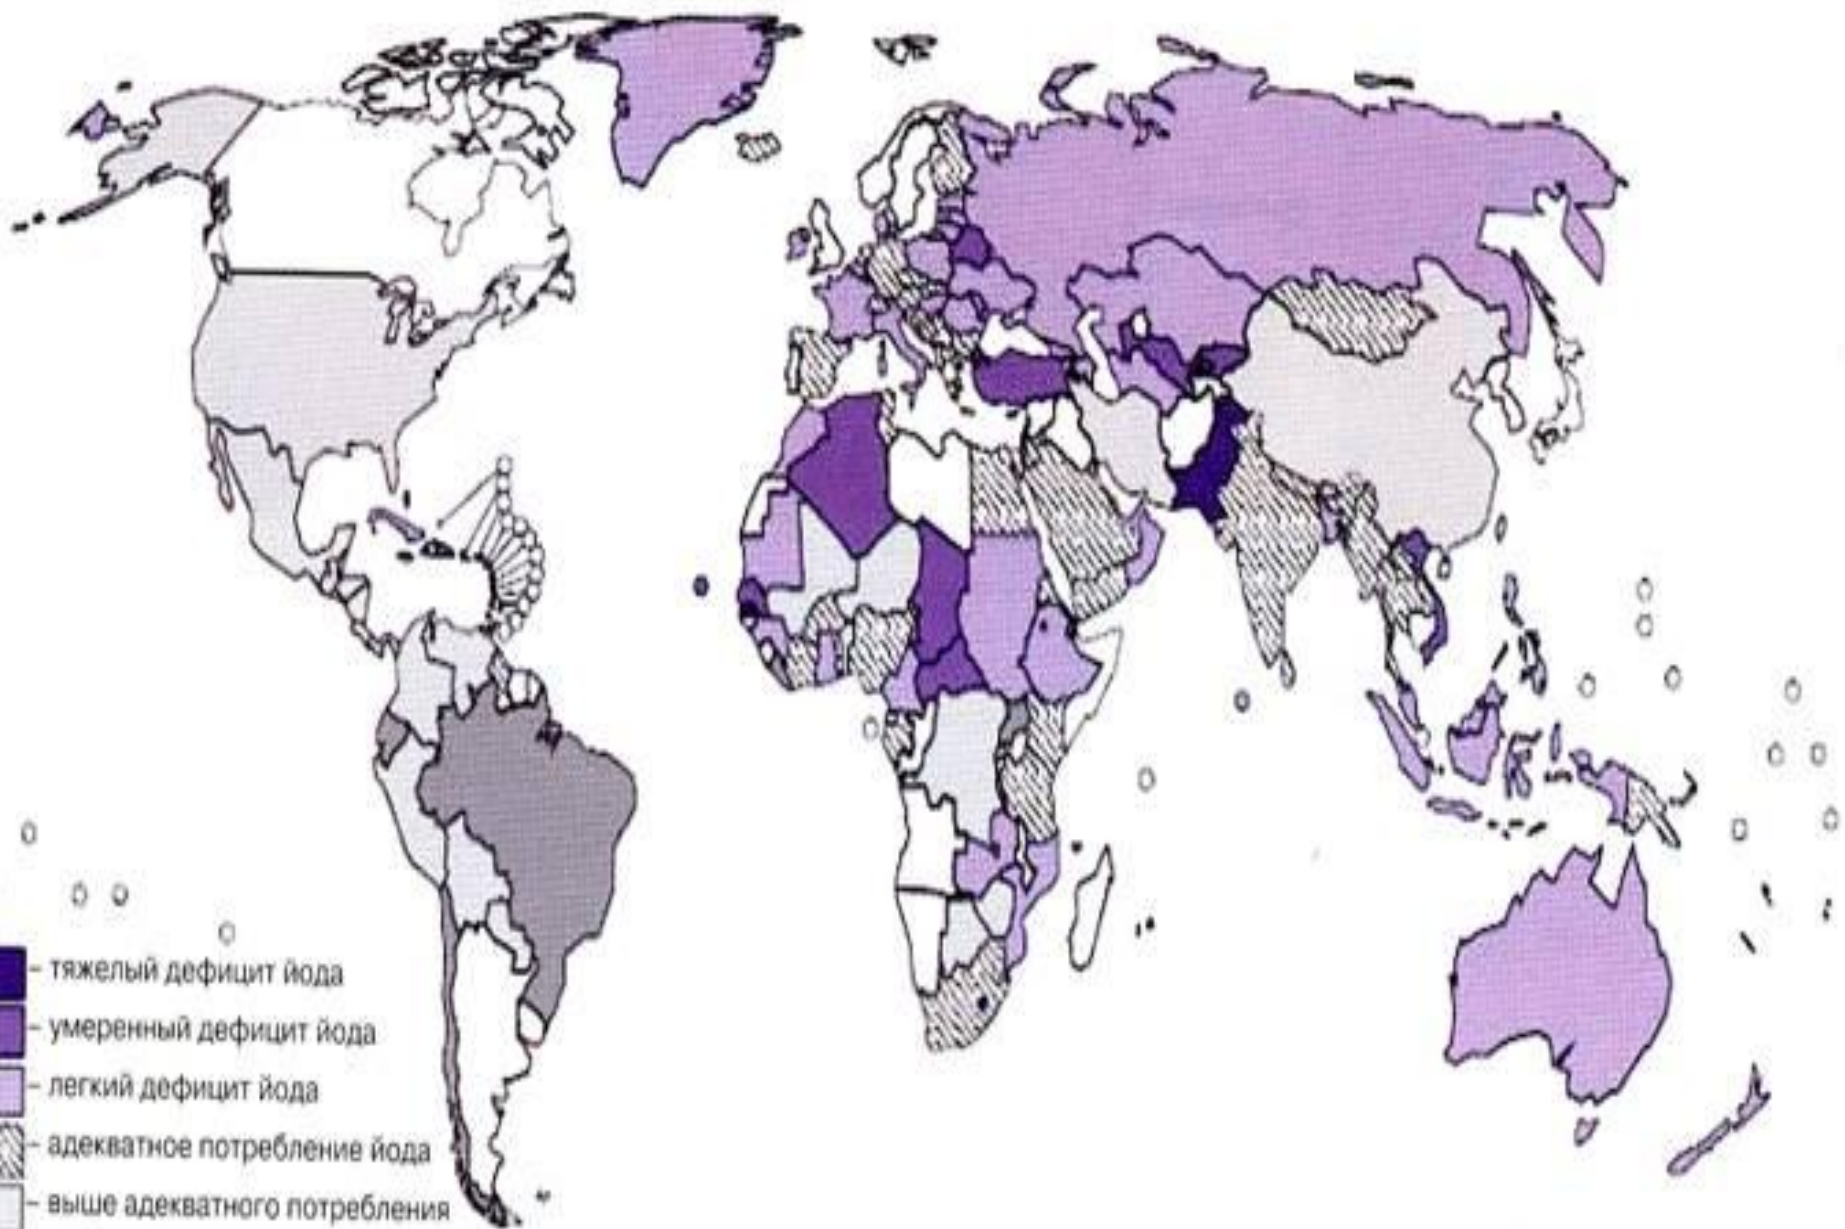 – тяжелый дефицит йода
– умеренный дефицит йода
– легкий дефицит йода
– адекватное потребление йода
– выше адекватного потребления